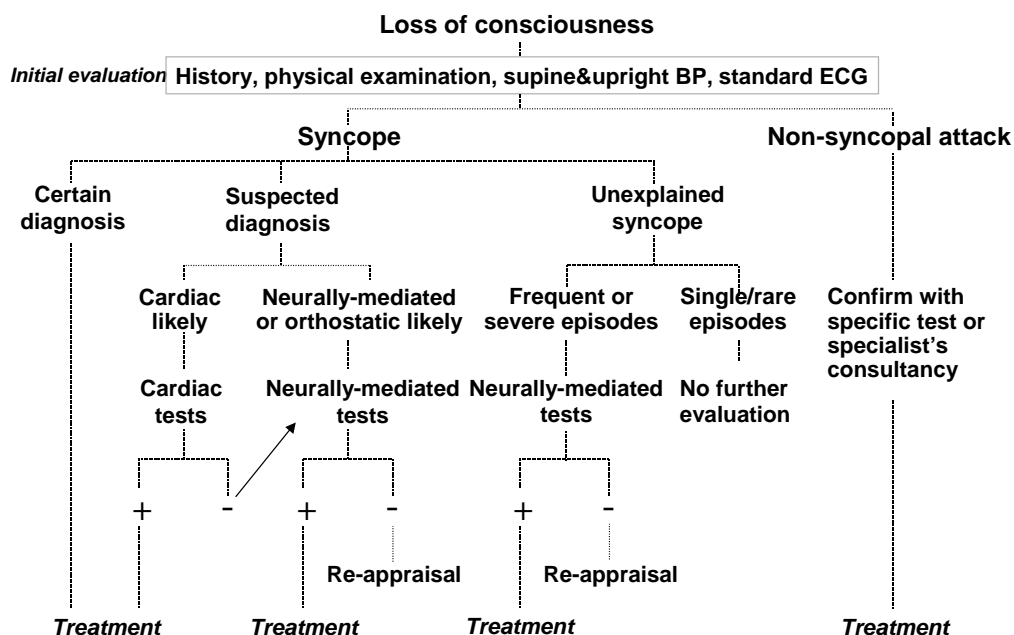 Loss of consciousness
Initial evaluation
History, physical examination, supine&upright BP, standard ECG
Syncope
Non-syncopal attack
Certain
diagnosis
Suspected
diagnosis
Unexplained
syncope
Cardiac
likely
Neurally-mediated
or orthostatic likely
Frequent or
severe episodes
Single/rare
episodes
Confirm with
specific test or
specialist's
consultancy
Cardiac
tests
Neurally-mediated
tests
Neurally-mediated
tests
No further
evaluation
+
-
+
-
+
-
Re-appraisal
Re-appraisal
Treatment
Treatment
Treatment
Treatment